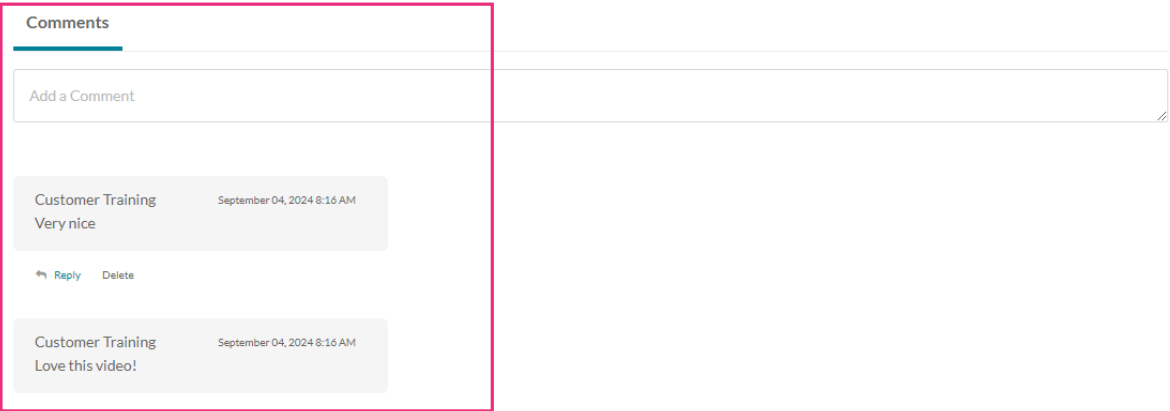 Comments
Add a Comment
Customer Training September 04, 2024 8:16 AM
Very nice
Reply Delete
Customer Training September 04, 2024 8:16 AM
Love this video!